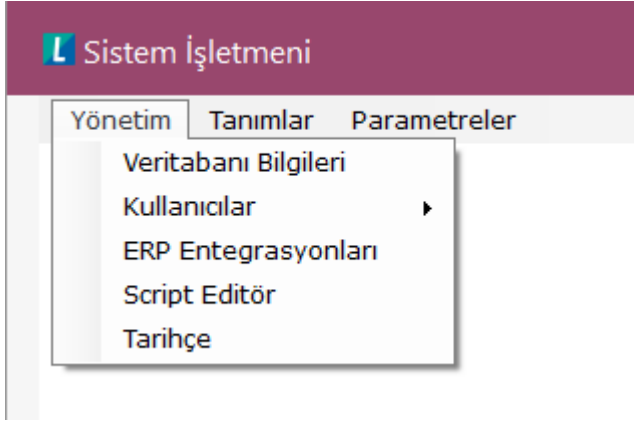 L Sistem İşletmeni
Yönetim Tanımlar Parametreler
Veritabanı Bilgileri
Kullanıcılar
ERP Entegrasyonları
Script Editör
Tarihçe